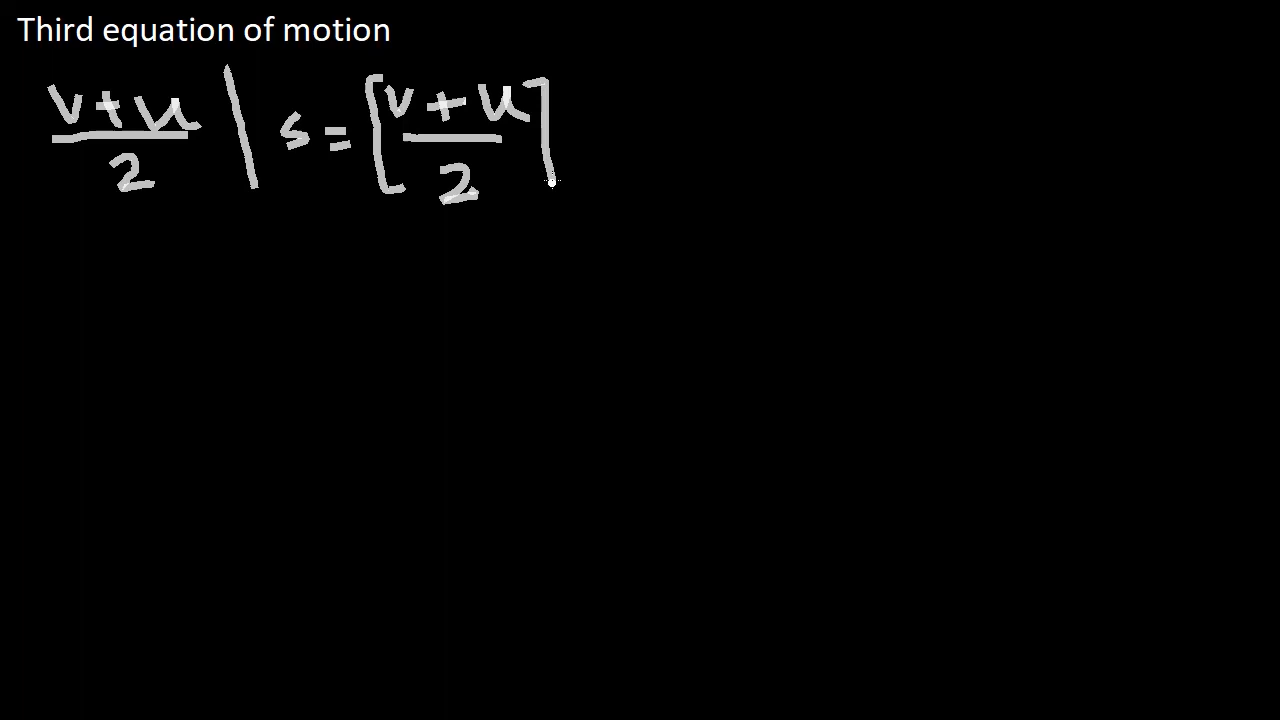 Third equation of motion
v+u/2 | s = [v+u/2]